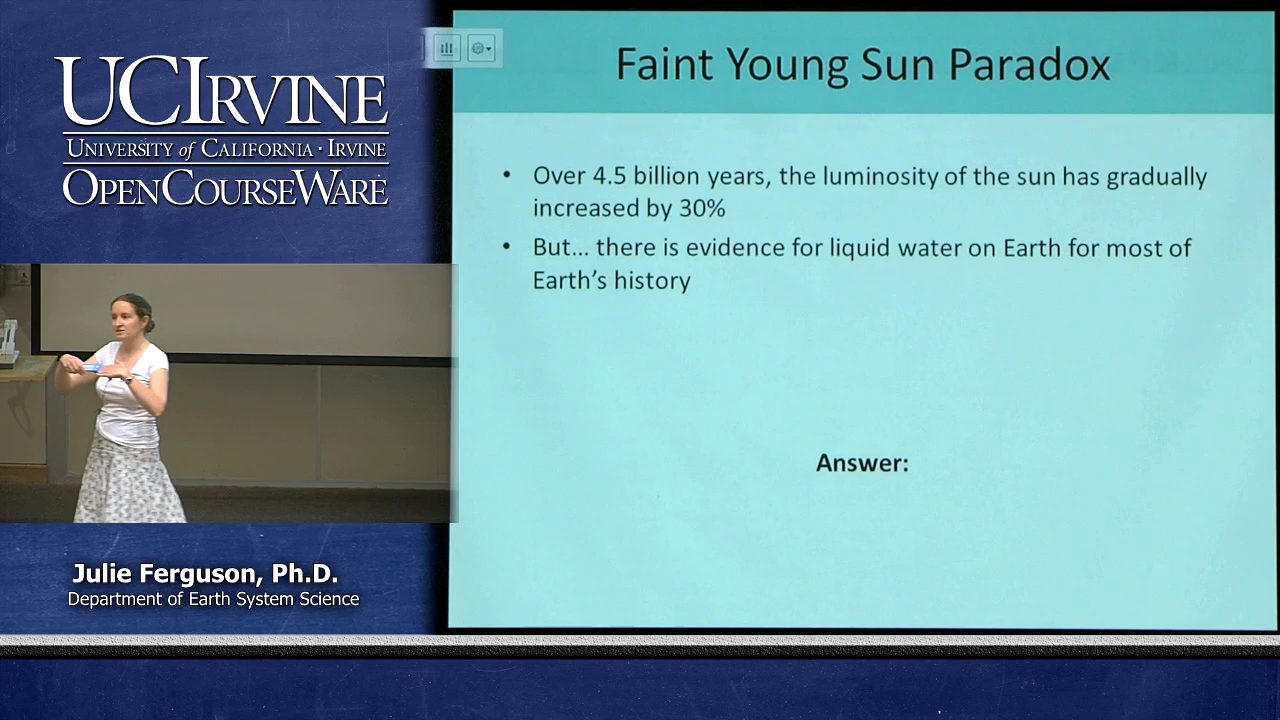 UCIRVINE
UNIVERSITY of CALIFORNIA · IRVINE
OPENCOURSEWARE
Faint Young Sun Paradox
• Over 4.5 billion years, the luminosity of the sun has gradually
increased by 30%
• But... there is evidence for liquid water on Earth for most of
Earth's history
Answer:
Julie Ferguson, Ph.D.
Department of Earth System Science